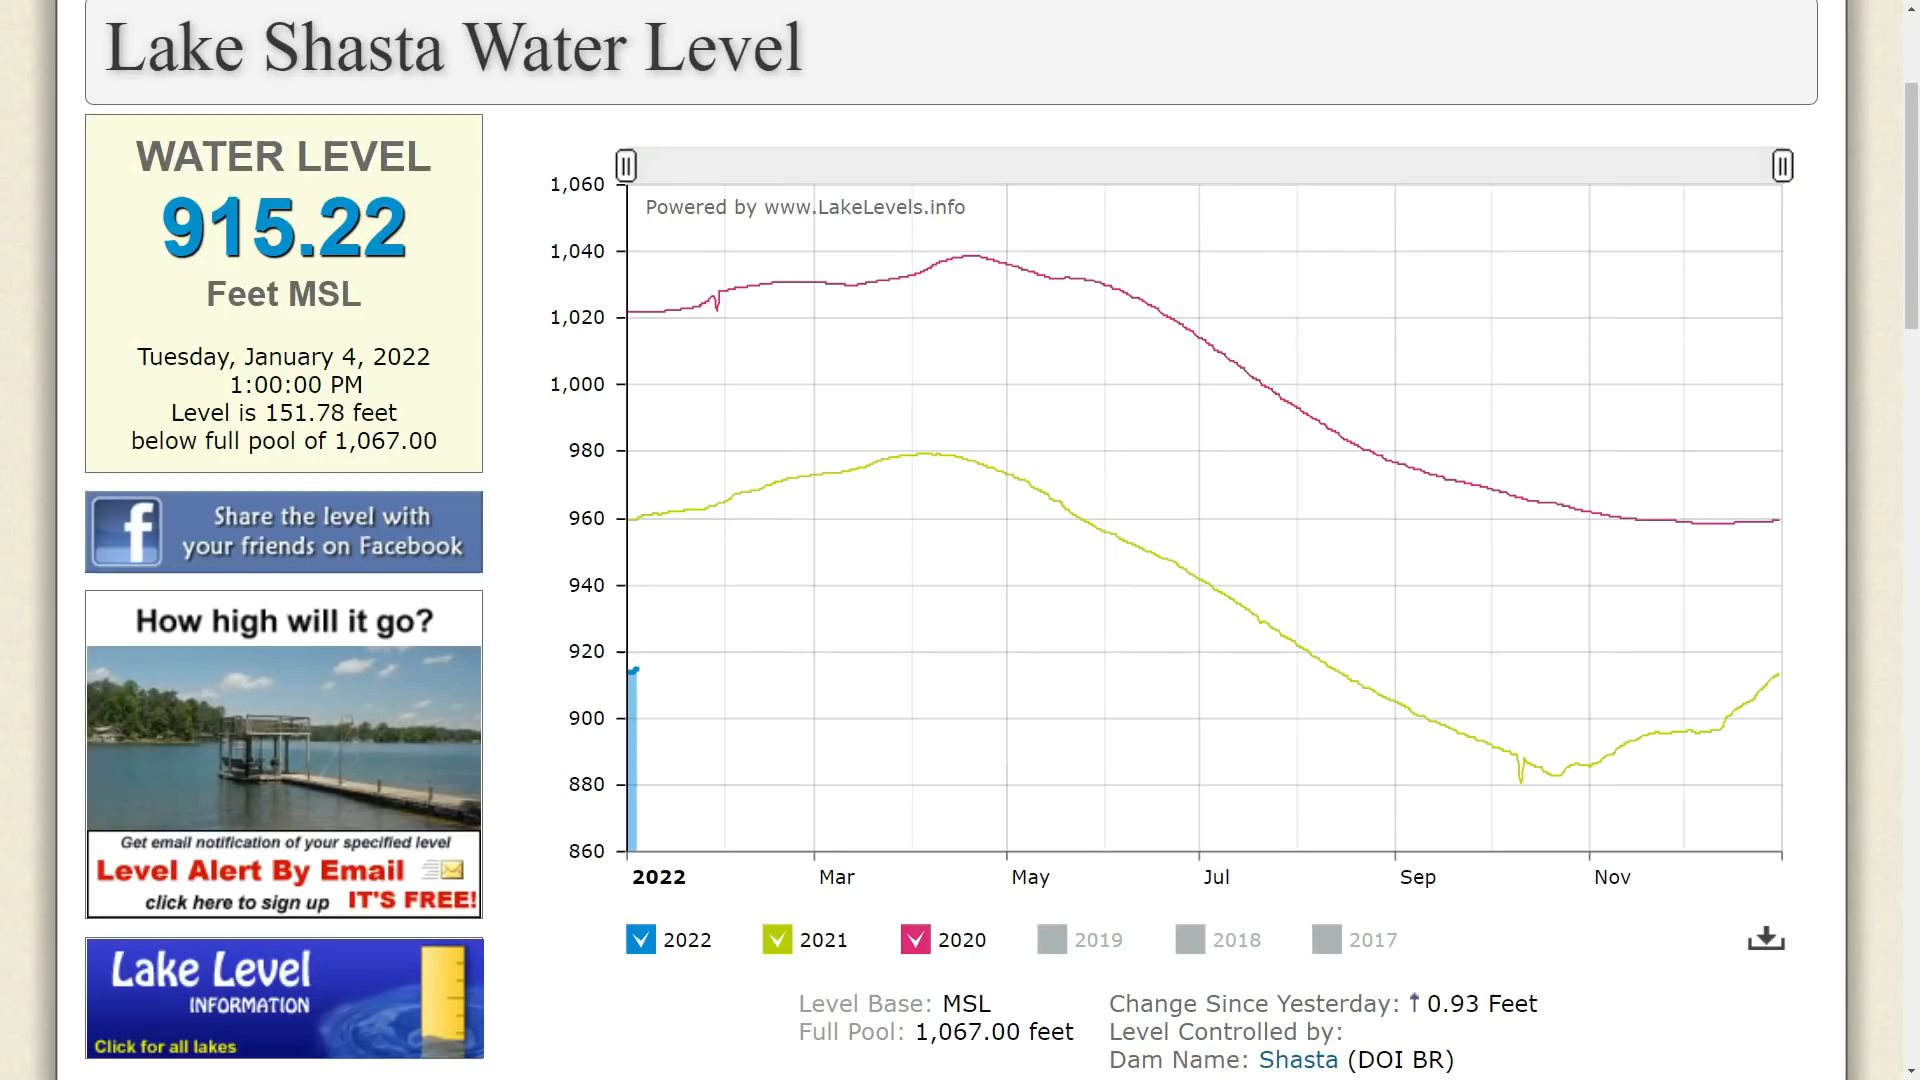 Lake Shasta Water Level
WATER LEVEL
915.22
Feet MSL
Tuesday, January 4, 2022
1:00:00 PM
Level is 151.78 feet
below full pool of 1,067.00
Share the level with
your friends on Facebook
How high will it go?
Get email notification of your specified level
Level Alert By Email
click here to sign up IT'S FREE!
Lake Level
INFORMATION
Click for all lakes
Powered by www.LakeLevels.info
1,060
1,040
1,020
1,000
980
960
940
920
900
880
860
2022 Mar May Jul Sep Nov
2022 2021 2020 2019 2018 2017
Level Base: MSL
Full Pool: 1,067.00 feet
Change Since Yesterday: ↑ 0.93 Feet
Level Controlled by:
Dam Name: Shasta (DOI BR)